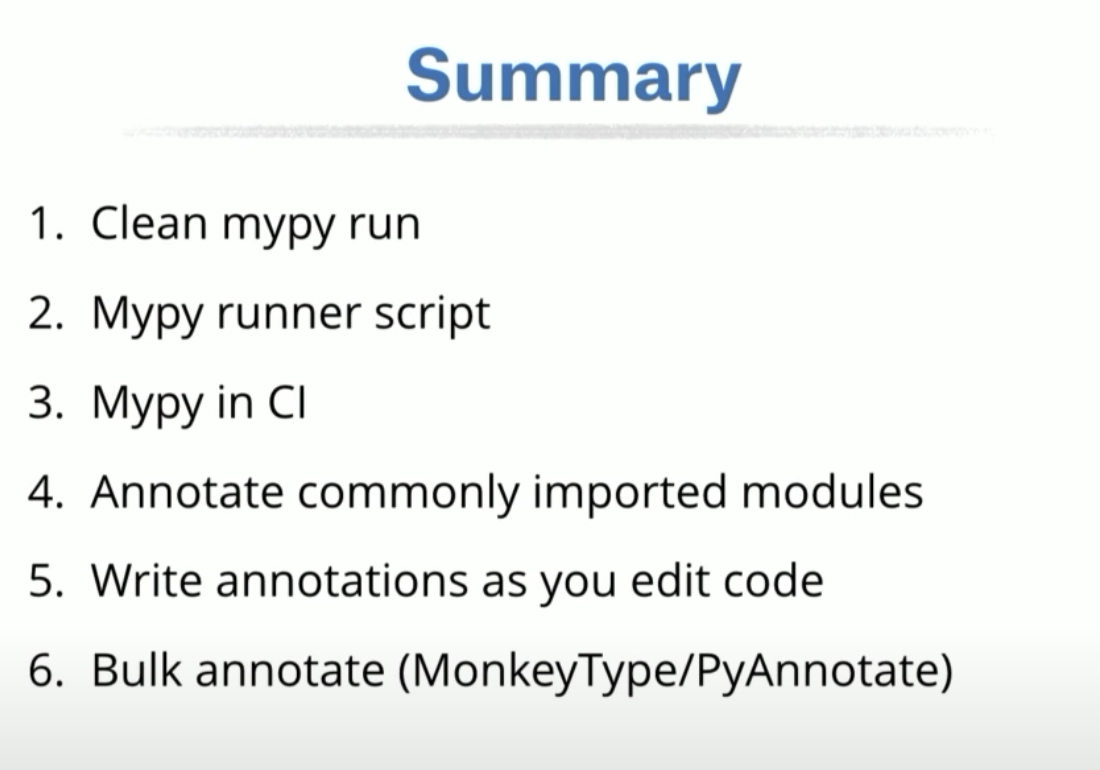 Summary
1. Clean mypy run
2. Mypy runner script
3. Mypy in CI
4. Annotate commonly imported modules
5. Write annotations as you edit code
6. Bulk annotate (MonkeyType/PyAnnotate)